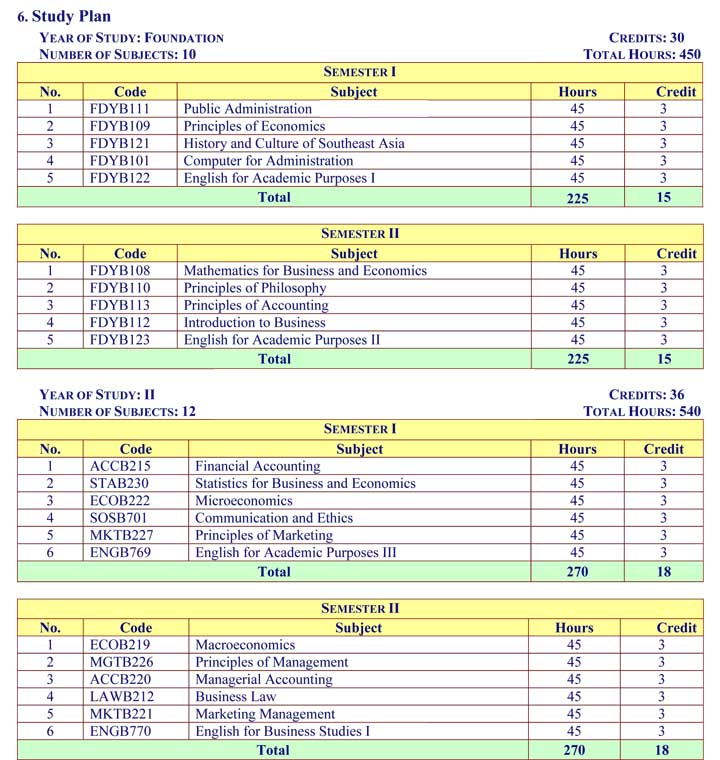 6. Study Plan
YEAR OF STUDY: FOUNDATION CREDITS: 30
NUMBER OF SUBJECTS: 10 TOTAL HOURS: 450
SEMESTER I
No. Code Subject Hours Credit
1 FDYB111 Public Administration 45 3
2 FDYB109 Principles of Economics 45 3
3 FDYB121 History and Culture of Southeast Asia 45 3
4 FDYB101 Computer for Administration 45 3
5 FDYB122 English for Academic Purposes I 45 3
Total 225 15
SEMESTER II
No. Code Subject Hours Credit
1 FDYB108 Mathematics for Business and Economics 45 3
2 FDYB110 Principles of Philosophy 45 3
3 FDYB113 Principles of Accounting 45 3
4 FDYB112 Introduction to Business 45 3
5 FDYB123 English for Academic Purposes II 45 3
Total 225 15
YEAR OF STUDY: II CREDITS: 36
NUMBER OF SUBJECTS: 12 TOTAL HOURS: 540
SEMESTER I
No. Code Subject Hours Credit
1 ACCB215 Financial Accounting 45 3
2 STAB230 Statistics for Business and Economics 45 3
3 ECOB222 Microeconomics 45 3
4 SOSB701 Communication and Ethics 45 3
5 MKTB227 Principles of Marketing 45 3
6 ENGB769 English for Academic Purposes III 45 3
Total 270 18
SEMESTER II
No. Code Subject Hours Credit
1 ECOB219 Macroeconomics 45 3
2 MGTB226 Principles of Management 45 3
3 ACCB220 Managerial Accounting 45 3
4 LAWB212 Business Law 45 3
5 MKTB221 Marketing Management 45 3
6 ENGB770 English for Business Studies I 45 3
Total 270 18